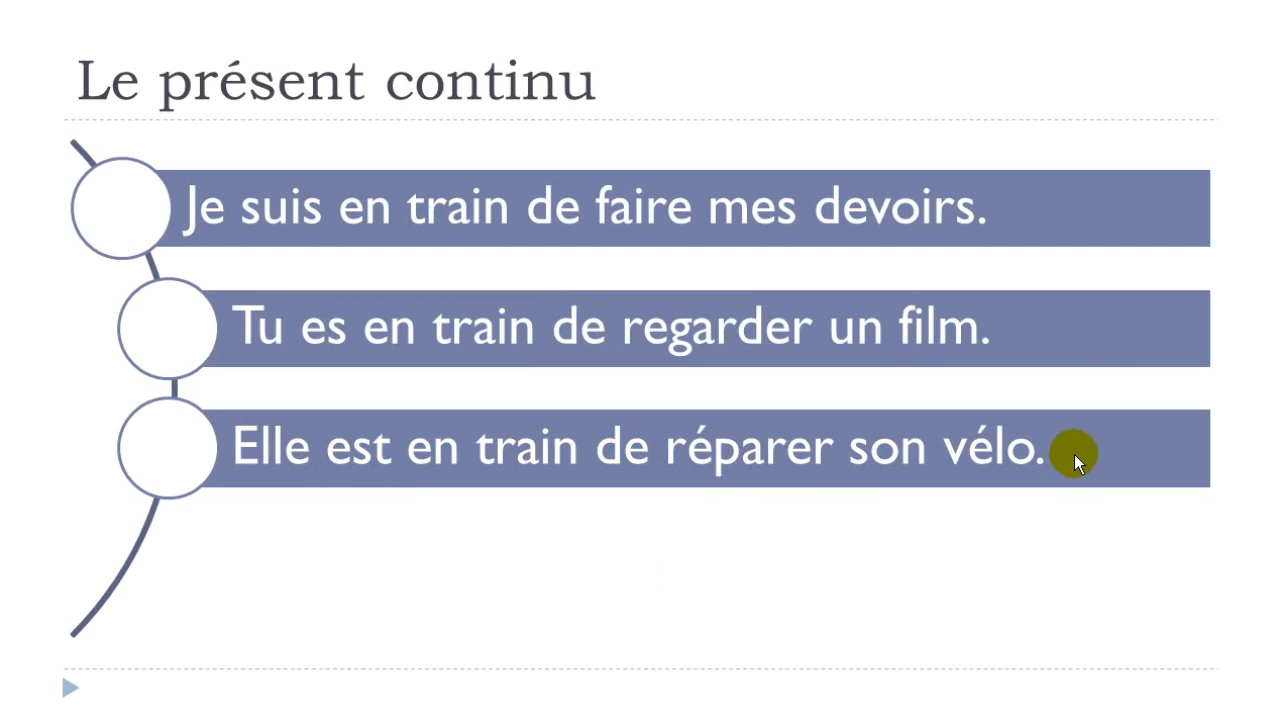 Le présent continu
Je suis en train de faire mes devoirs.
Tu es en train de regarder un film.
Elle est en train de réparer son vélo.